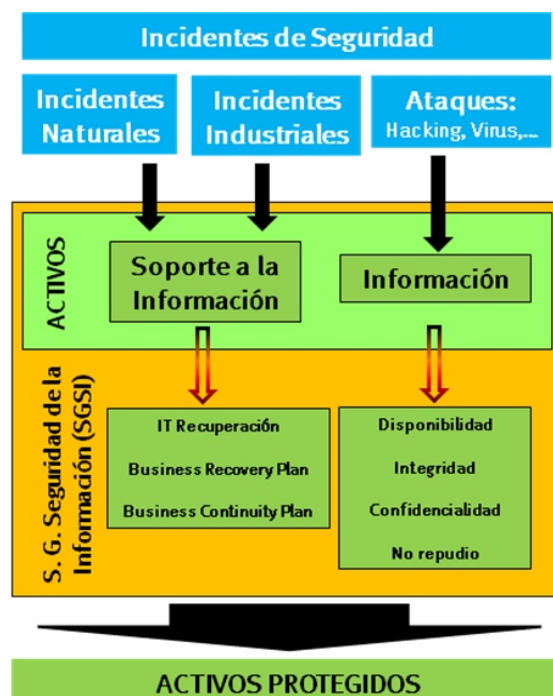 Incidentes de Seguridad
Incidentes
Naturales
Incidentes
Industriales
Ataques:
Hacking, Virus,...
ACTIVOS
Soporte a la
Información
Información
S. G. Seguridad de la
Información (SGSI)
IT Recuperación
Business Recovery Plan
Business Continuity Plan
Disponibilidad
Integridad
Confidencialidad
No repudio
ACTIVOS PROTEGIDOS